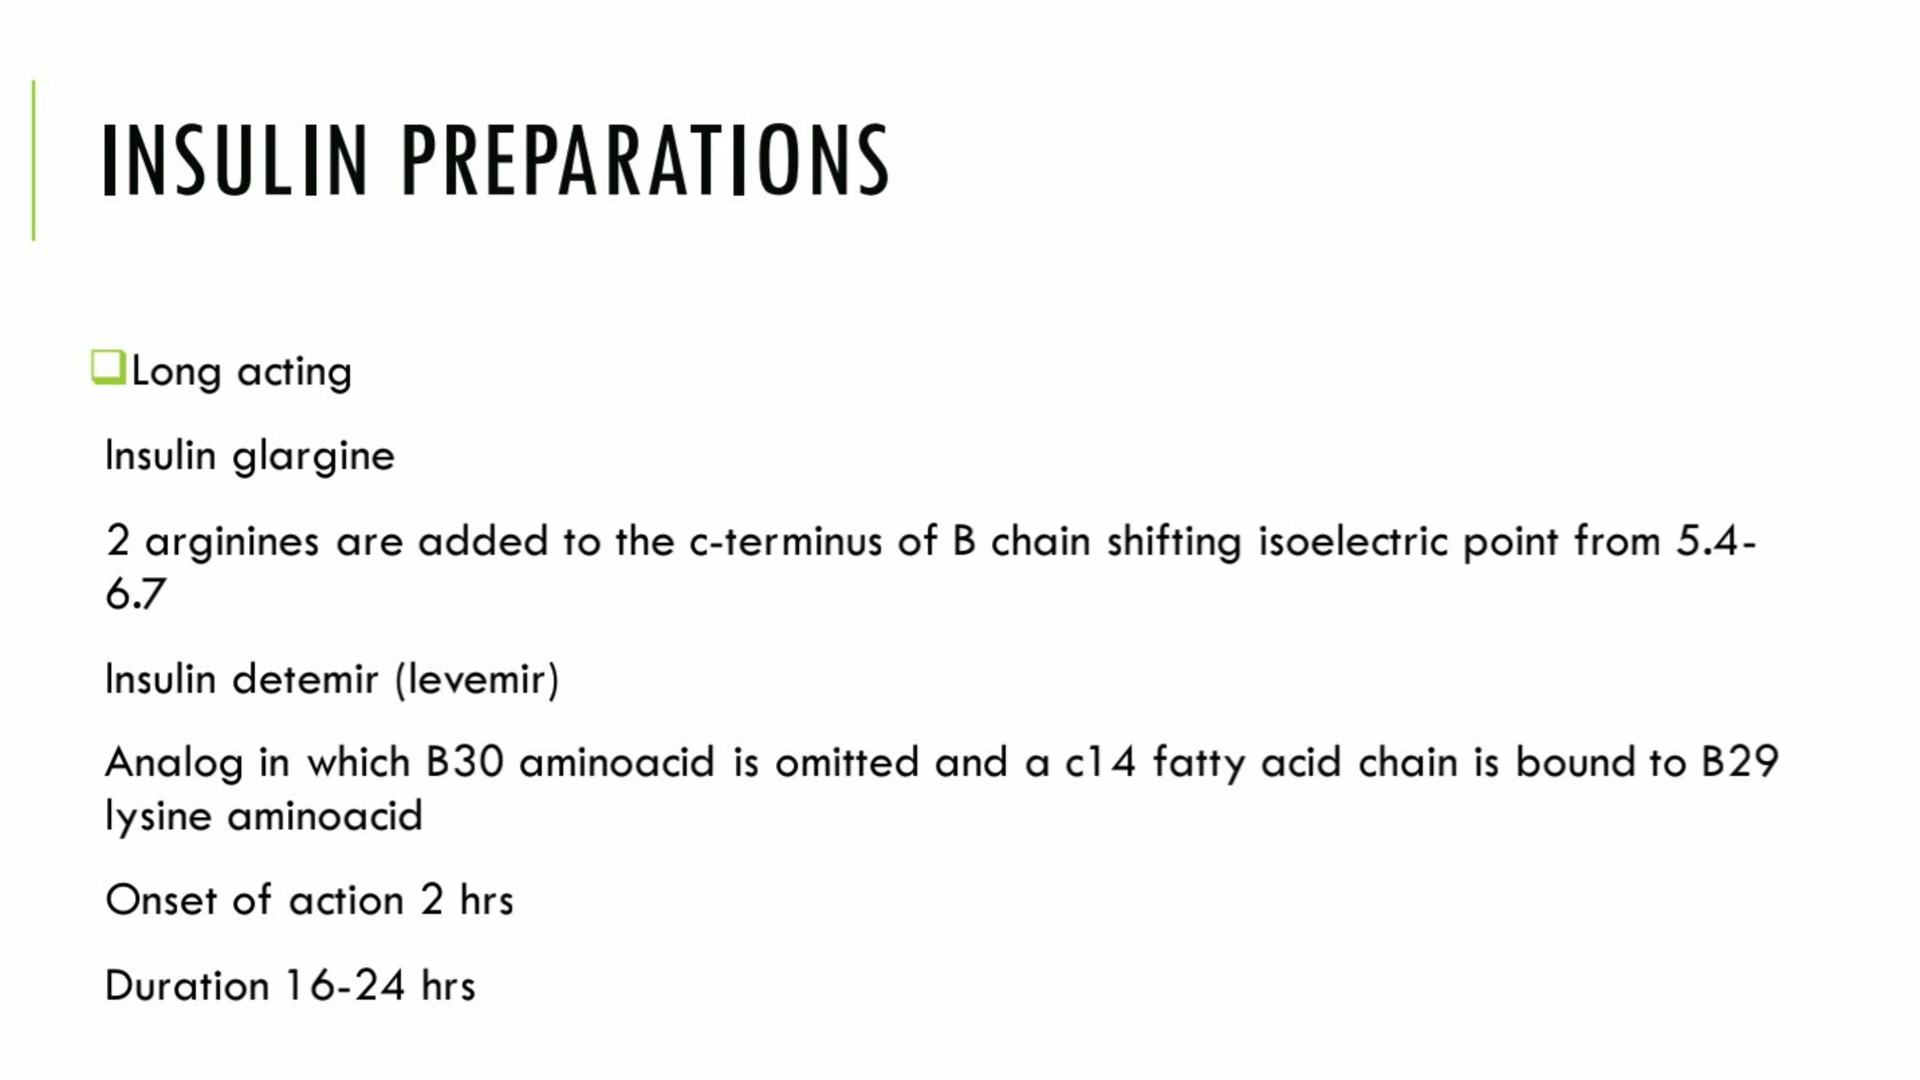 INSULIN PREPARATIONS
Long acting
Insulin glargine
2 arginines are added to the c-terminus of B chain shifting isoelectric point from 5.4-
6.7
Insulin detemir (levemir)
Analog in which B30 aminoacid is omitted and a c14 fatty acid chain is bound to B29
lysine aminoacid
Onset of action 2 hrs
Duration 16-24 hrs